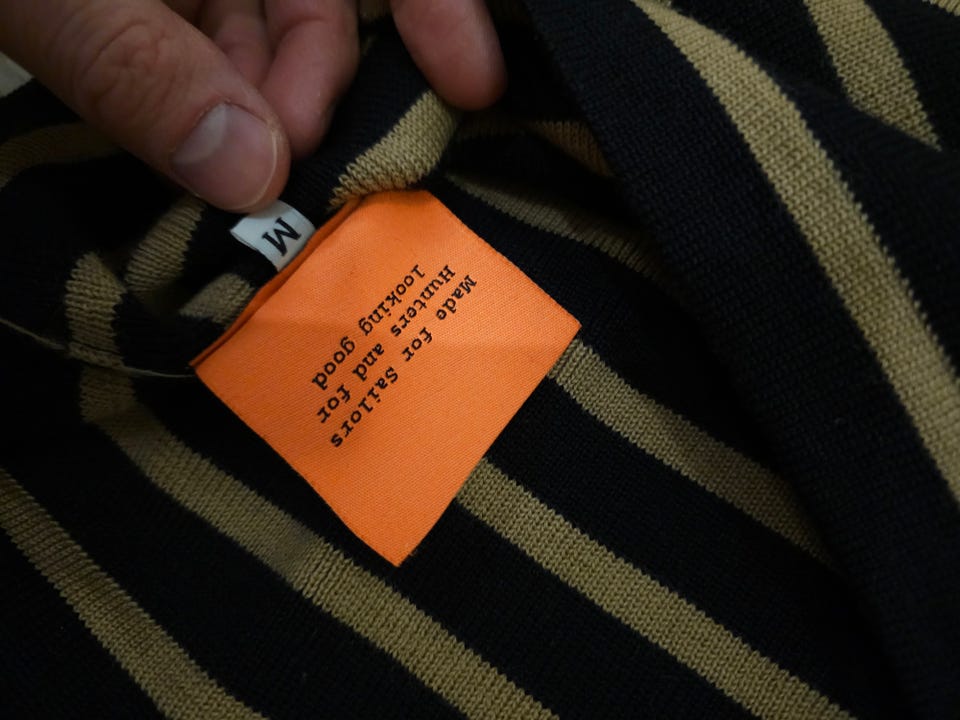 M
Made for Sailors
Hunters and for
looking good